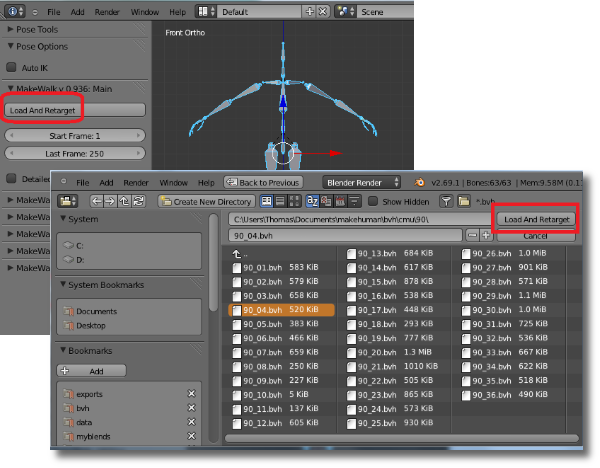 File Add Render Window Help Default Scene
Pose Tools
Pose Options
Auto IK
MakeWalk v 0.936: Main
Load And Retarget
Start Frame: 1
Last Frame: 250
Detailed
MakeWa
MakeWa
MakeWa
MakeWa
Front Ortho
File Add Render Window Help Back to Previous Blender Render v2.69.1 | Bones:63/63 | Mem:9.58M (0.1
Create New Directory Show Hidden *.bvh
System
C:
D:
System Bookmarks
Documents
Desktop
Bookmarks
Add
exports
bvh
data
myblends
C:\Users\Thomas\Documents\makehuman\bvh\cmu\90\ Load And Retarget
90_04.bvh Cancel
..
90_01.bvh 583 KiB
90_02.bvh 579 KiB
90_03.bvh 658 KiB
90_04.bvh 520 KiB
90_05.bvh 383 KiB
90_06.bvh 466 KiB
90_07.bvh 659 KiB
90_08.bvh 250 KiB
90_09.bvh 227 KiB
90_10.bvh 5 KiB
90_11.bvh 137 KiB
90_12.bvh 605 KiB
90_13.bvh 684 KiB
90_14.bvh 629 KiB
90_15.bvh 878 KiB
90_16.bvh 538 KiB
90_17.bvh 448 KiB
90_18.bvh 293 KiB
90_19.bvh 777 KiB
90_20.bvh 1.3 MiB
90_21.bvh 1010 KiB
90_22.bvh 505 KiB
90_23.bvh 865 KiB
90_24.bvh 573 KiB
90_25.bvh 930 KiB
90_26.bvh 1.0 MiB
90_27.bvh 901 KiB
90_28.bvh 571 KiB
90_29.bvh 1.1 MiB
90_30.bvh 1.0 MiB
90_31.bvh 725 KiB
90_32.bvh 536 KiB
90_33.bvh 667 KiB
90_34.bvh 622 KiB
90_35.bvh 518 KiB
90_36.bvh 490 KiB